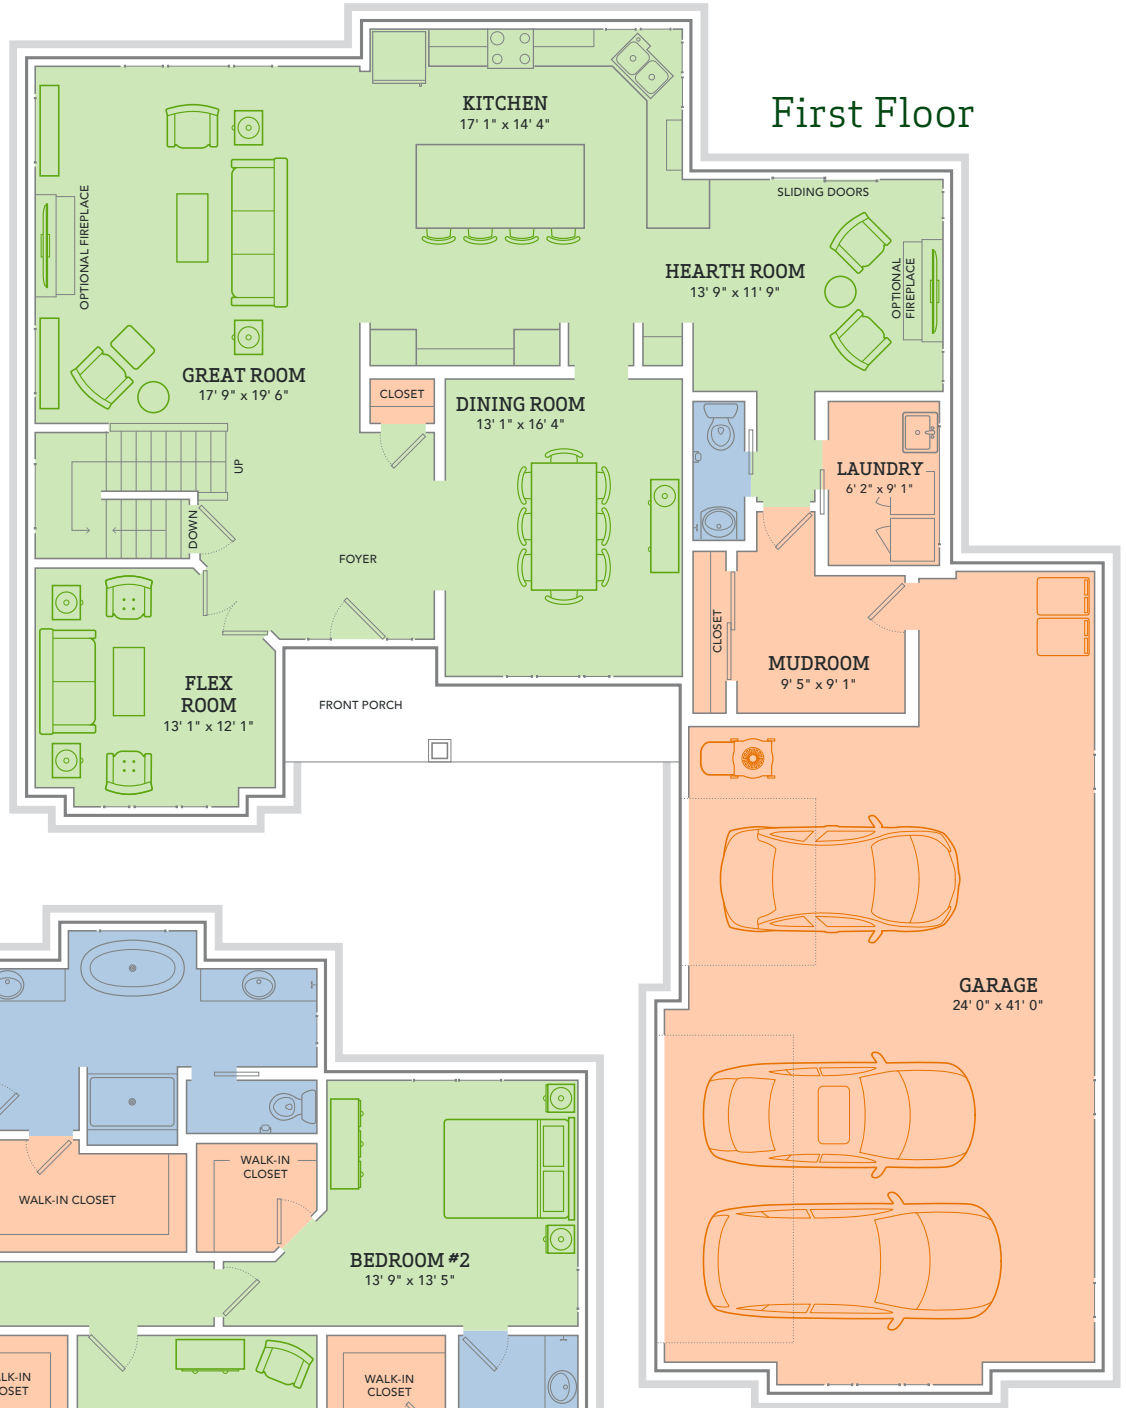 First Floor
KITCHEN
17' 1" x 14' 4"
SLIDING DOORS
OPTIONAL FIREPLACE
HEARTH ROOM
13' 9" x 11' 9"
OPTIONAL
FIREPLACE
GREAT ROOM
17' 9" x 19' 6"
CLOSET
DINING ROOM
13' 1" x 16' 4"
UP
LAUNDRY
6' 2" x 9' 1"
DOWN
FOYER
CLOSET
MUDROOM
9' 5" x 9' 1"
FLEX
ROOM
13' 1" x 12' 1"
FRONT PORCH
GARAGE
24' 0" x 41' 0"
WALK-IN CLOSET
WALK-IN
CLOSET
BEDROOM #2
13' 9" x 13' 5"
LK-IN
OSET
WALK-IN
CLOSET